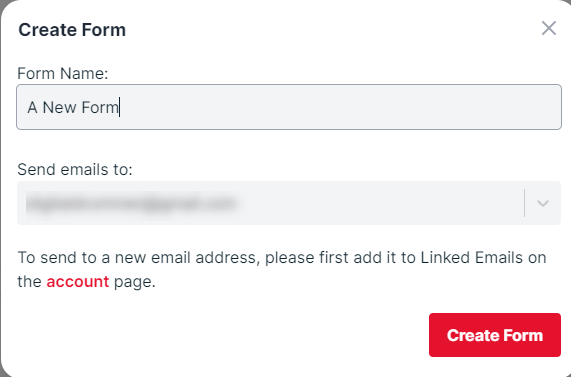 Create Form
Form Name:
A New Form
Send emails to:
To send to a new email address, please first add it to Linked Emails on
the account page.
Create Form